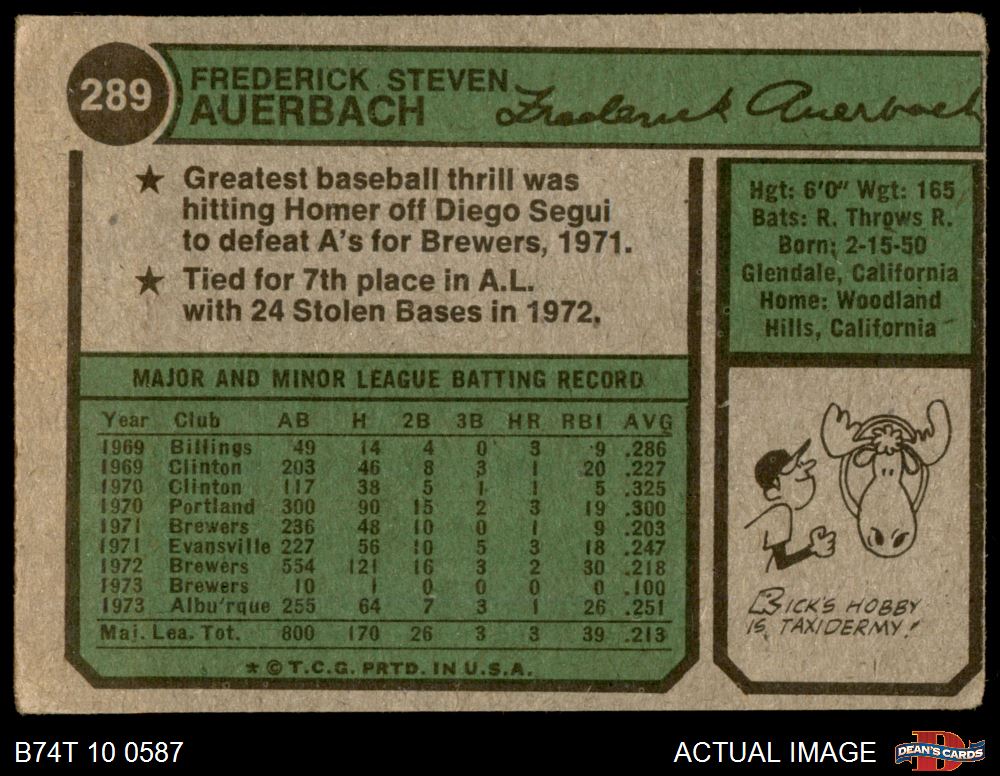 289
FREDERICK STEVEN
AUERBACH
Frederick Auerbach
★ Greatest baseball thrill was
hitting Homer off Diego Segui
to defeat A's for Brewers, 1971.
★ Tied for 7th place in A.L.
with 24 Stolen Bases in 1972.
Hgt: 6'0" Wgt: 165
Bats: R. Throws R.
Born: 2-15-50
Glendale, California
Home: Woodland
Hills, California
MAJOR AND MINOR LEAGUE BATTING RECORD
Year Club AB H 2B 3B HR RBI AVG
1969 Billings 49 14 4 0 3 9 .286
1969 Clinton 203 46 8 3 1 20 .227
1970 Clinton 117 38 5 1 1 5 .325
1970 Portland 300 90 15 2 3 19 .300
1971 Brewers 236 48 10 0 1 9 .203
1971 Evansville 227 56 10 5 3 18 .247
1972 Brewers 554 121 16 3 2 30 .218
1973 Brewers 10 1 0 0 0 0 .100
1973 Albu'rque 255 64 7 3 1 26 .251
Maj. Lea. Tot. 800 170 26 3 3 39 .213
★ © T.C.G. PRTD. IN U.S.A.
RICK'S HOBBY
IS TAXIDERMY!
B74T 10 0587
ACTUAL IMAGE
DEAN'S CARDS